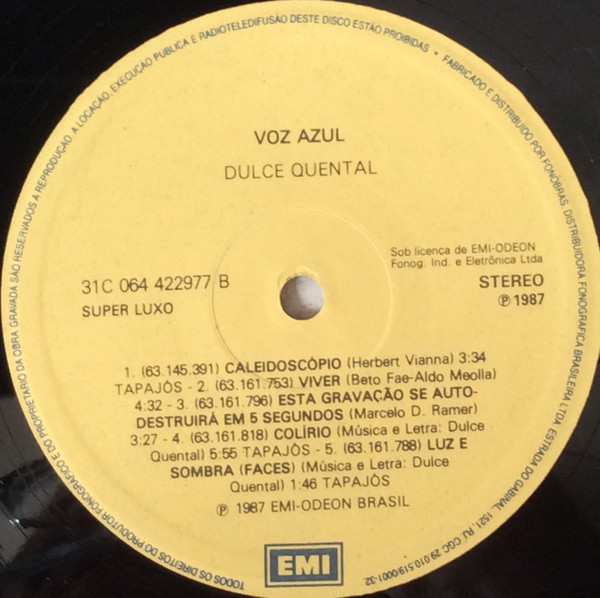 TODOS OS DIREITOS DO PRODUTOR FONOGRÁFICO E DO PROPRIETÁRIO DA OBRA GRAVADA SÃO RESERVADOS A REPRODUÇÃO, A LOCAÇÃO, EXECUÇÃO PÚBLICA E RADIOTELEDIFUSÃO DESTE DISCO ESTÃO PROIBIDAS • FABRICADO E DISTRIBUIDO POR FONOBRAS DISTRIBUIDORA FONOGRÁFICA BRASILEIRA LTDA. ESTRADA DO GABINAL, 1521, RJ, CGC 29.010.519/0001-32
VOZ AZUL
DULCE QUENTAL
31C 064 422977 B
SUPER LUXO
Sob licença de EMI-ODEON
Fonog. Ind. e Eletrônica Ltda
STEREO
℗ 1987
1. (63.145.391) CALEIDOSCÓPIO (Herbert Vianna) 3:34
TAPAJÓS - 2. (63.161.753) VIVER (Beto Fae-Aldo Meolla)
4:32 - 3. (63.161.796) ESTA GRAVAÇÃO SE AUTO-
DESTRUIRÁ EM 5 SEGUNDOS (Marcelo D. Ramer)
3:27 - 4. (63.161.818) COLÍRIO (Música e Letra: Dulce
Quental) 5:55 TAPAJÓS - 5. (63.161.788) LUZ E
SOMBRA (FACES) (Música e Letra: Dulce
Quental) 1:46 TAPAJÓS
℗ 1987 EMI-ODEON BRASIL
EMI